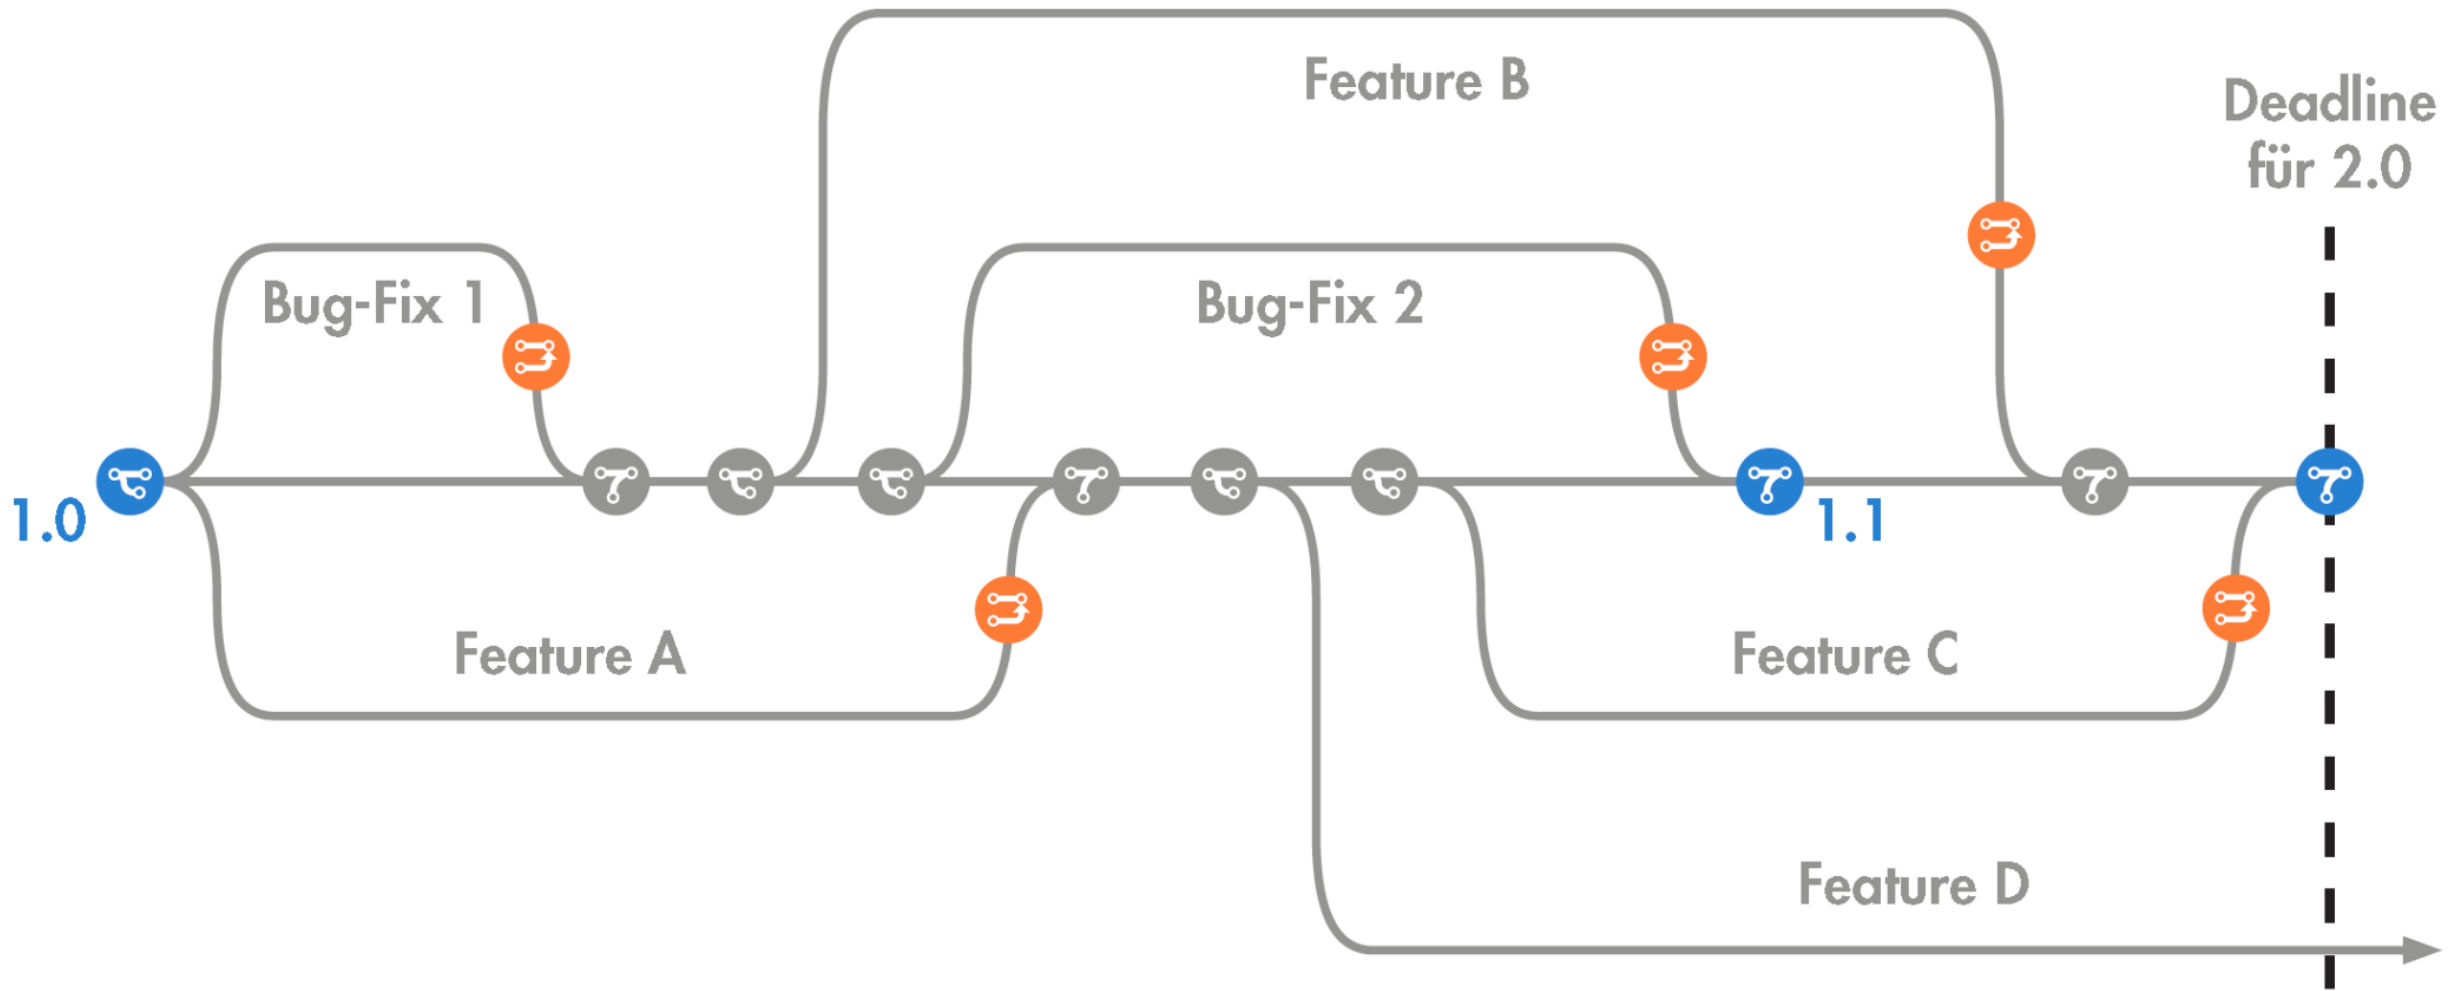 Feature B
Deadline
für 2.0
Bug-Fix 1
Bug-Fix 2
1.0
1.1
Feature A
Feature C
Feature D